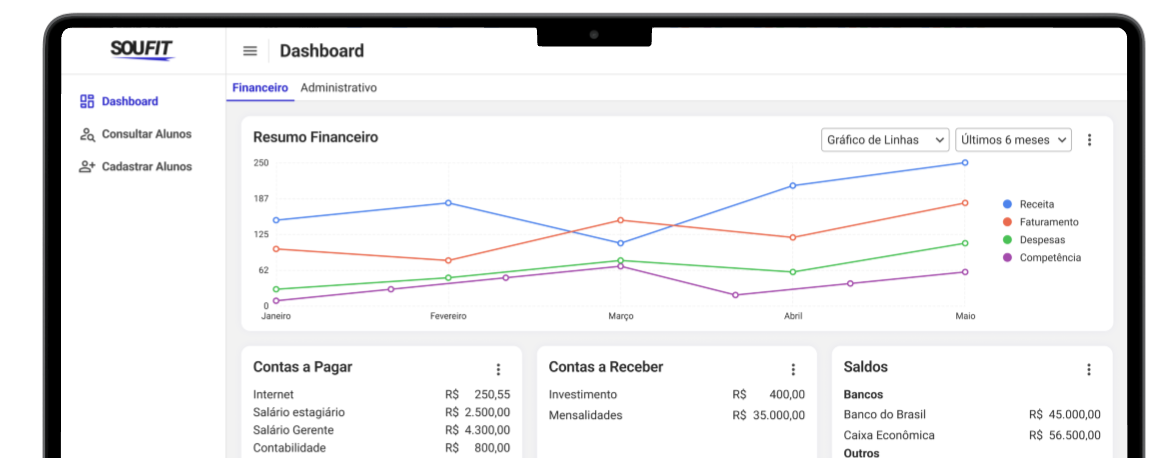 SOUFIT
Dashboard
Dashboard
Consultar Alunos
Cadastrar Alunos
Financeiro Administrativo
Resumo Financeiro
Gráfico de Linhas
Últimos 6 meses
250
187
125
62
0
Janeiro Fevereiro Março Abril Maio
Receita
Faturamento
Despesas
Competência
Contas a Pagar
Internet R$ 250,55
Salário estagiário R$ 2.500,00
Salário Gerente R$ 4.300,00
Contabilidade R$ 800,00
Contas a Receber
Investimento R$ 400,00
Mensalidades R$ 35.000,00
Saldos
Bancos
Banco do Brasil R$ 45.000,00
Caixa Econômica R$ 56.500,00
Outros